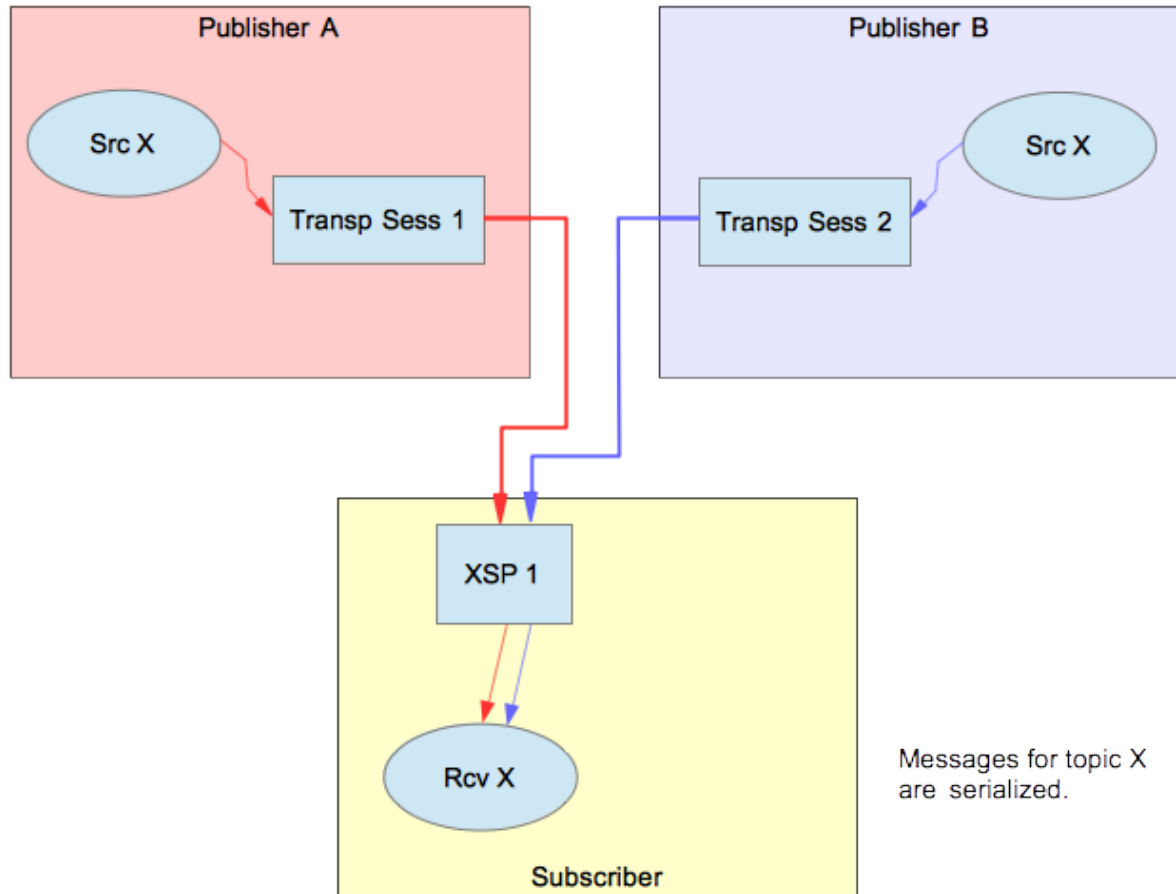 Publisher A
Publisher B
Src X
Src X
Transp Sess 1
Transp Sess 2
XSP 1
Rcv X
Messages for topic X
are serialized.
Subscriber